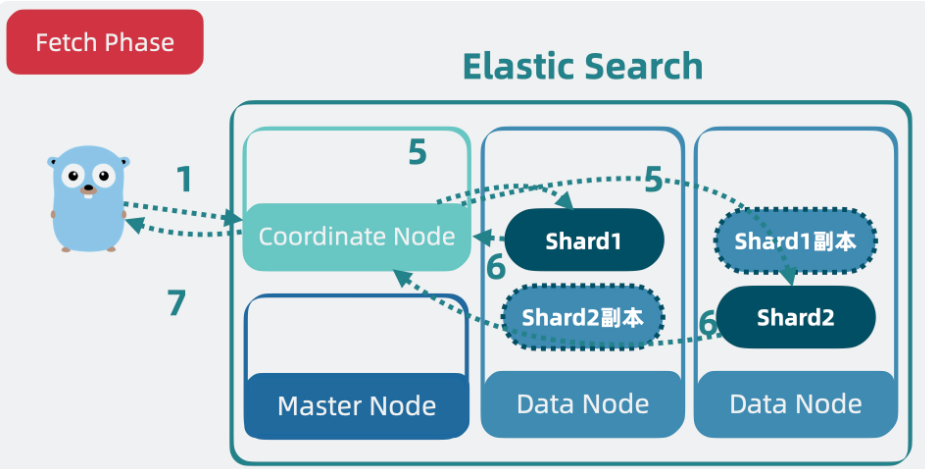 Fetch Phase
Elastic Search
1
5
5
Coordinate Node
Shard1
Shard1副本
6
7
Shard2副本
6
Shard2
Master Node
Data Node
Data Node